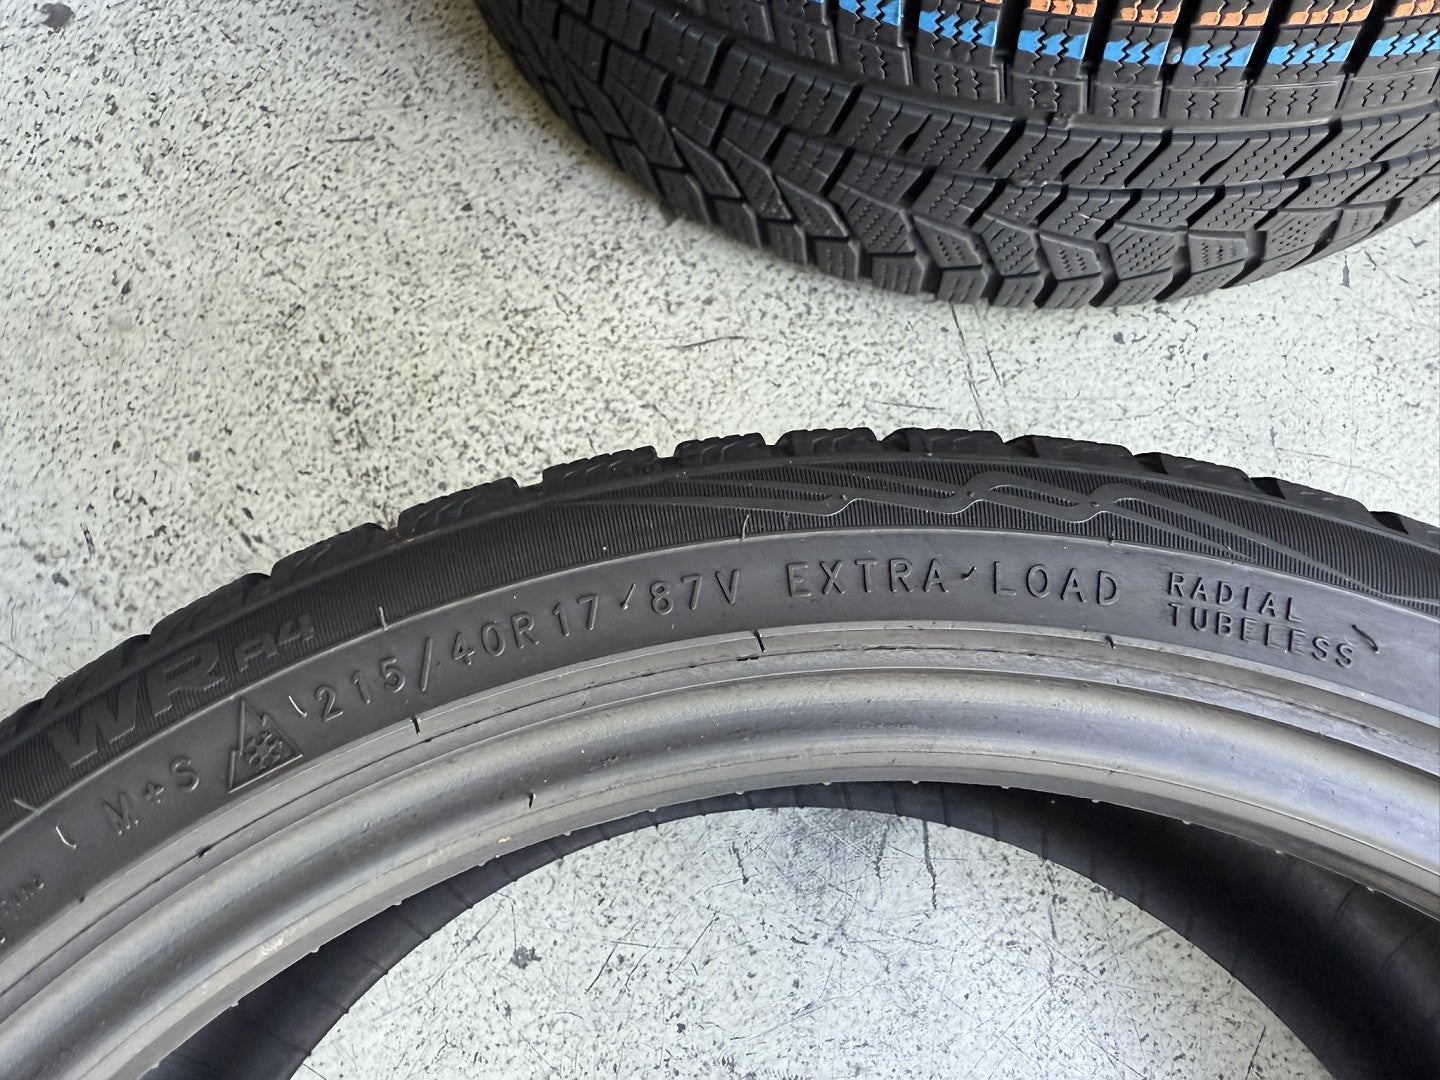 WR A4
M+S
215/40R17 87V EXTRA LOAD RADIAL
TUBELESS